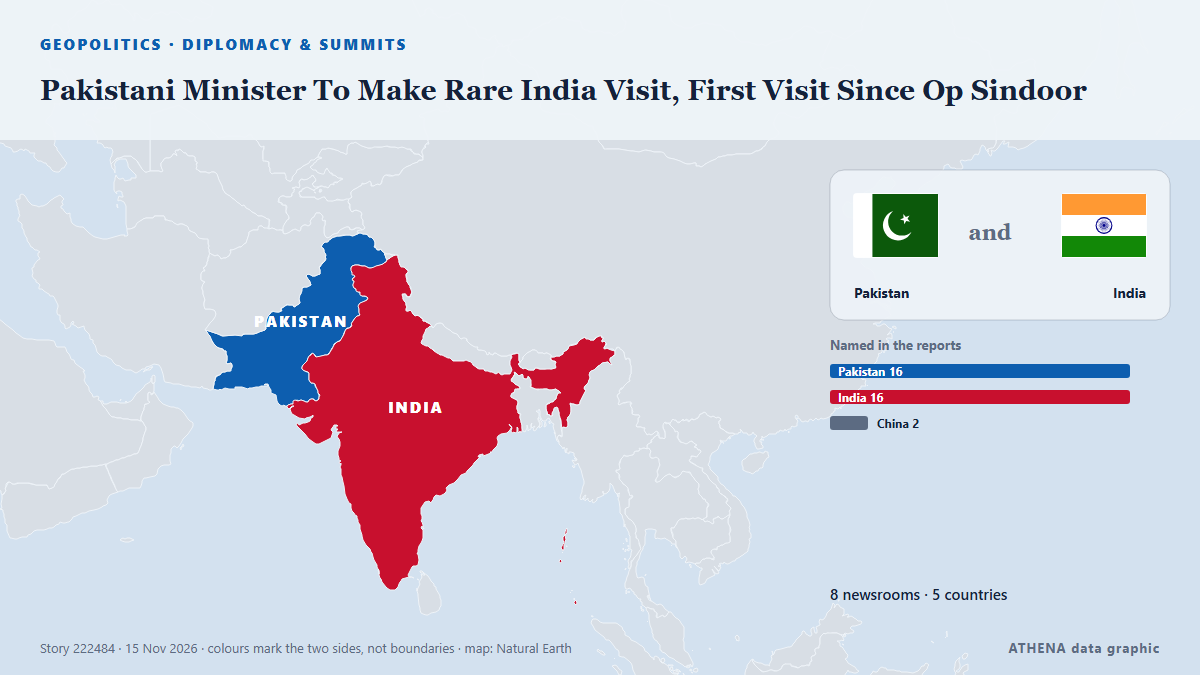 GEOPOLITICS · DIPLOMACY & SUMMITS
Pakistani Minister To Make Rare India Visit, First Visit Since Op Sindoor
and
Pakistan
India
PAKISTAN
INDIA
Named in the reports
Pakistan 16
India 16
China 2
8 newsrooms · 5 countries
Story 222484 · 15 Nov 2026 · colours mark the two sides, not boundaries · map: Natural Earth
ATHENA data graphic